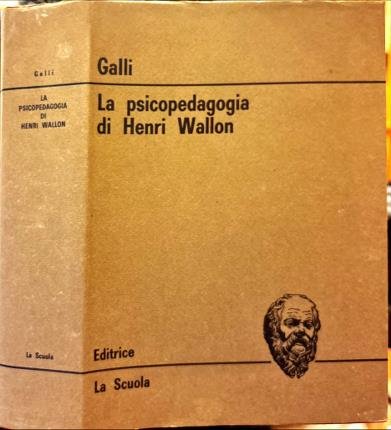 Galli
LA
PSICOPEDAGOGIA
DI
HENRI WALLON
La Scuola
Galli
La psicopedagogia
di Henri Wallon
Editrice
La Scuola